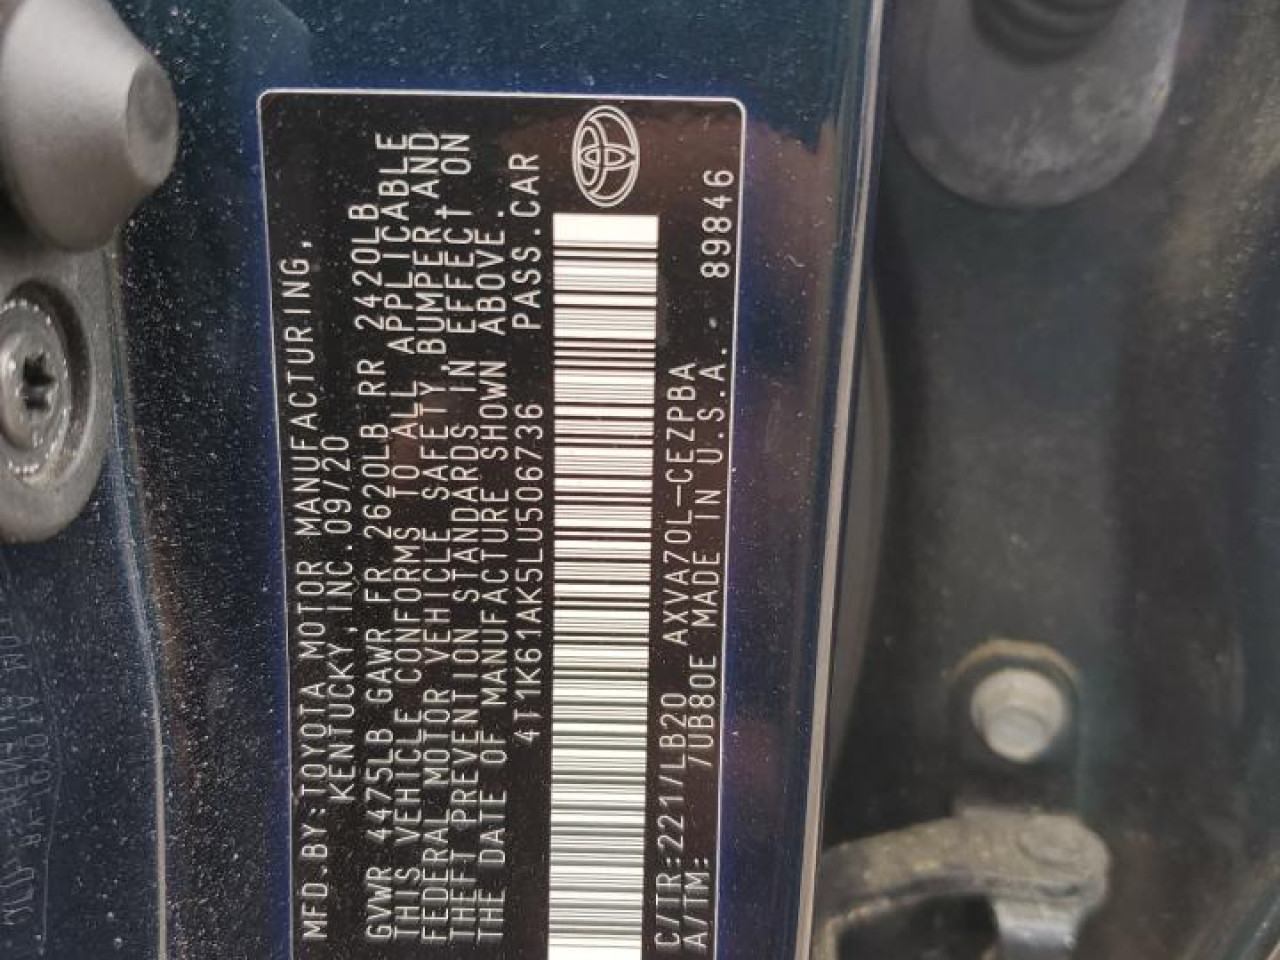 MFD.BY:TOYOTA MOTOR MANUFACTURING,
KENTUCKY,INC.09/20
GVWR 4475LB GAWR FR 2620LB RR 2420LB
THIS VEHICLE CONFORMS TO ALL APPLICABLE
FEDERAL MOTOR VEHICLE SAFETY,BUMPER,AND
THEFT PREVENTION STANDARDS IN EFFECT ON
THE DATE OF MANUFACTURE SHOWN ABOVE.
4T1K61AK5LU506736 PASS.CAR
C/TR:221/LB20 AXVA70L-CEZPBA 89846
A/TM: 7UB80E MADE IN U.S.A.